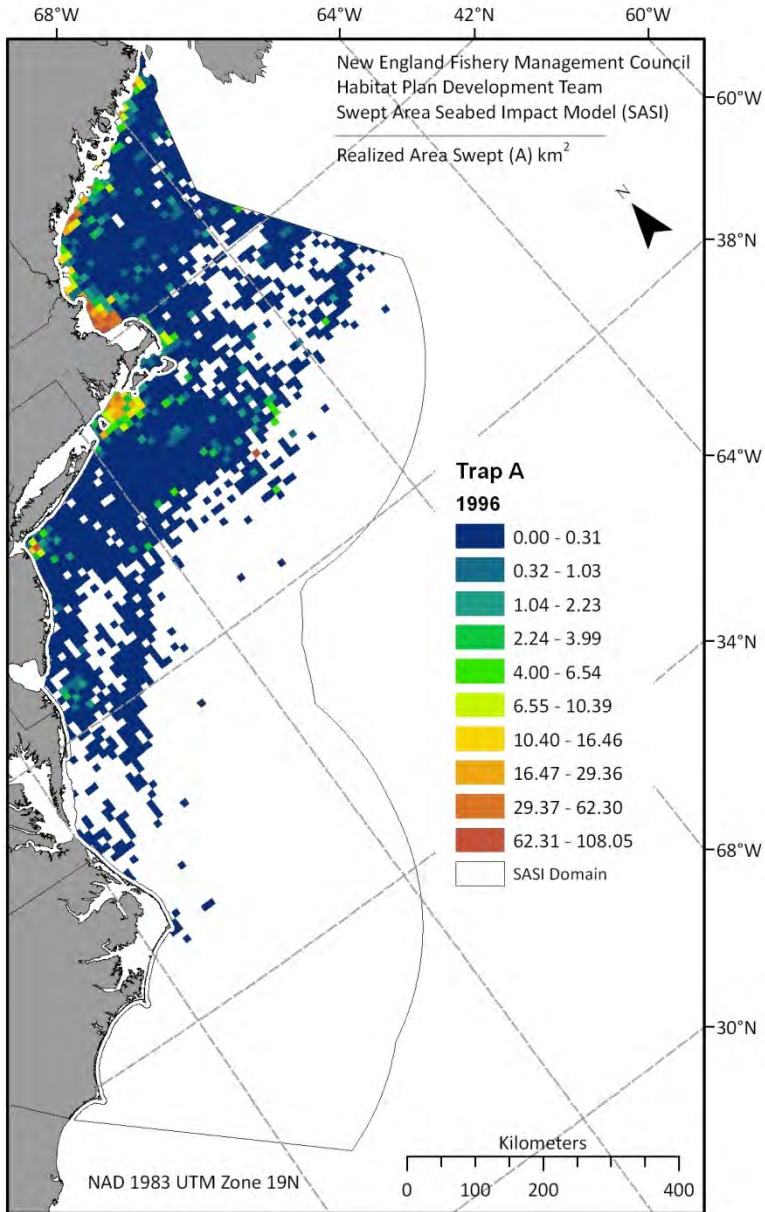 68°W 64°W 42°N 60°W
New England Fishery Management Council
Habitat Plan Development Team
Swept Area Seabed Impact Model (SASI)
Realized Area Swept (A) km²
60°W
N
38°N
64°W
Trap A
1996
0.00 - 0.31
0.32 - 1.03
1.04 - 2.23
2.24 - 3.99
34°N
4.00 - 6.54
6.55 - 10.39
10.40 - 16.46
16.47 - 29.36
29.37 - 62.30
62.31 - 108.05
68°W
SASI Domain
30°N
Kilometers
0 100 200 300 400
NAD 1983 UTM Zone 19N